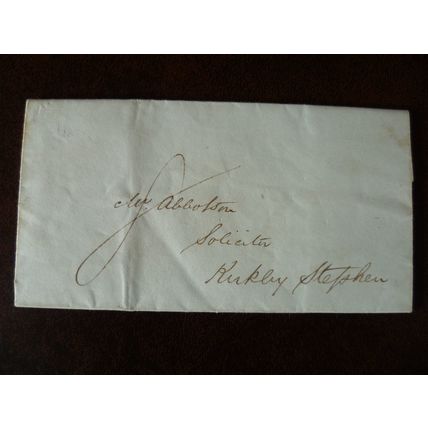 Mr. Abbotson
Solicitor
Kirkby Stephen